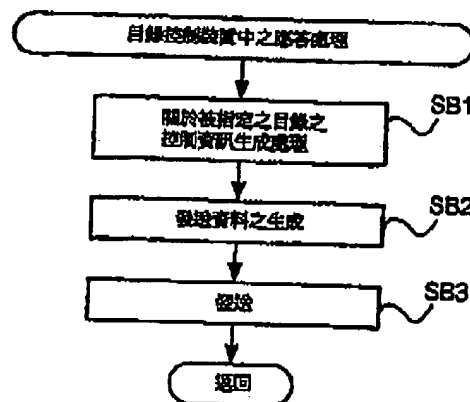 目錄控制裝置中之應答處理
SB1
關於被指定之目錄之
控制資訊生成處理
SB2
發送資料之生成
SB3
發送
返回